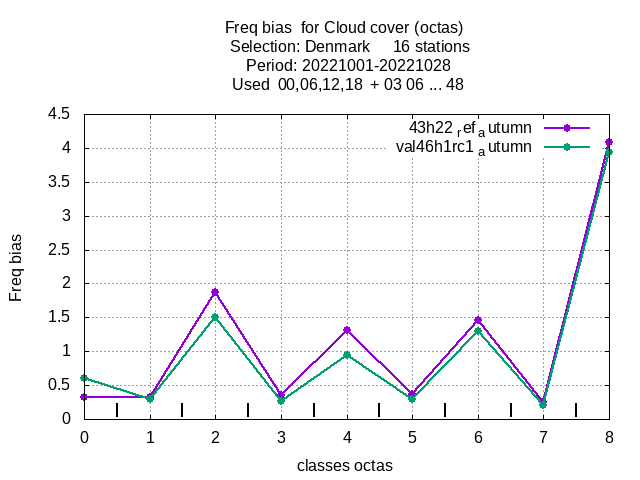 Freq bias  for Cloud cover (octas)
Selection: Denmark     16 stations
Period: 20221001-20221028
Used  00,06,12,18  + 03 06 ... 48
4.5
4
3.5
3
2.5
2
1.5
1
0.5
0
Freq bias
43h22 ref autumn
val46h1rc1 autumn
0 1 2 3 4 5 6 7 8
classes octas